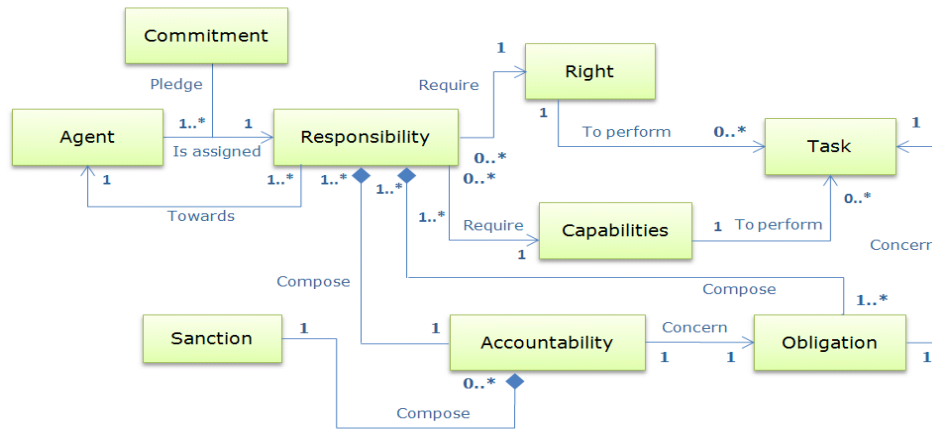 Commitment
Pledge
Agent
1..*
1
Is assigned
Responsibility
1
Towards
1..*
Require
1
Right
0..*
1
To perform
0..*
Task
1
0..*
1..*
Require
1
Capabilities
1
To perform
0..*
Concern
1..*
1..*
Compose
Compose
1..*
Sanction
1
1
Accountability
Concern
1
1
Obligation
1
0..*
Compose